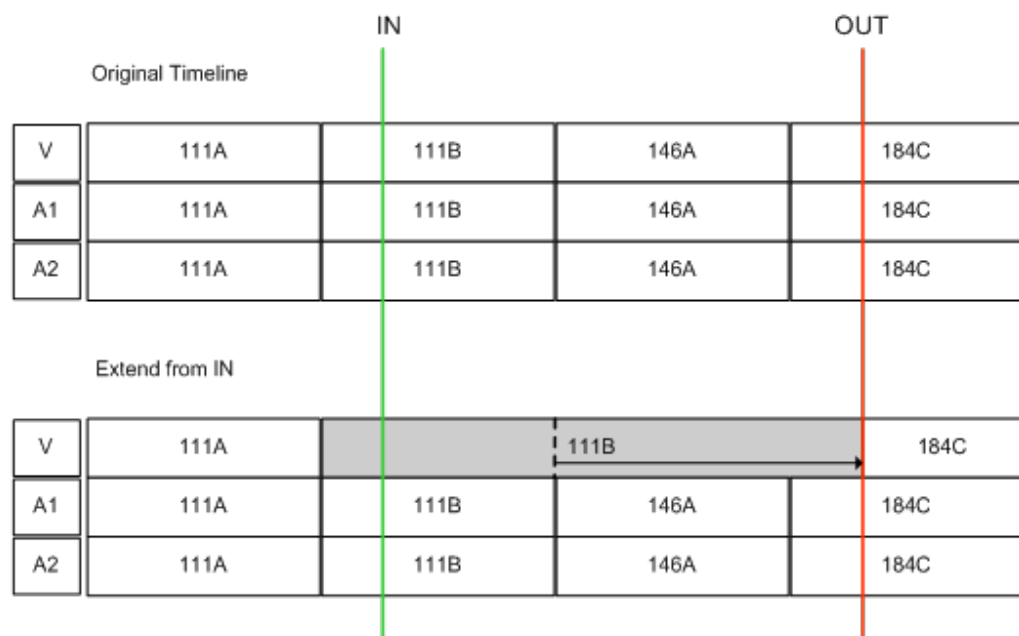 IN OUT
Original Timeline
V 111A 111B 146A 184C
A1 111A 111B 146A 184C
A2 111A 111B 146A 184C
Extend from IN
V 111A 111B 184C
A1 111A 111B 146A 184C
A2 111A 111B 146A 184C